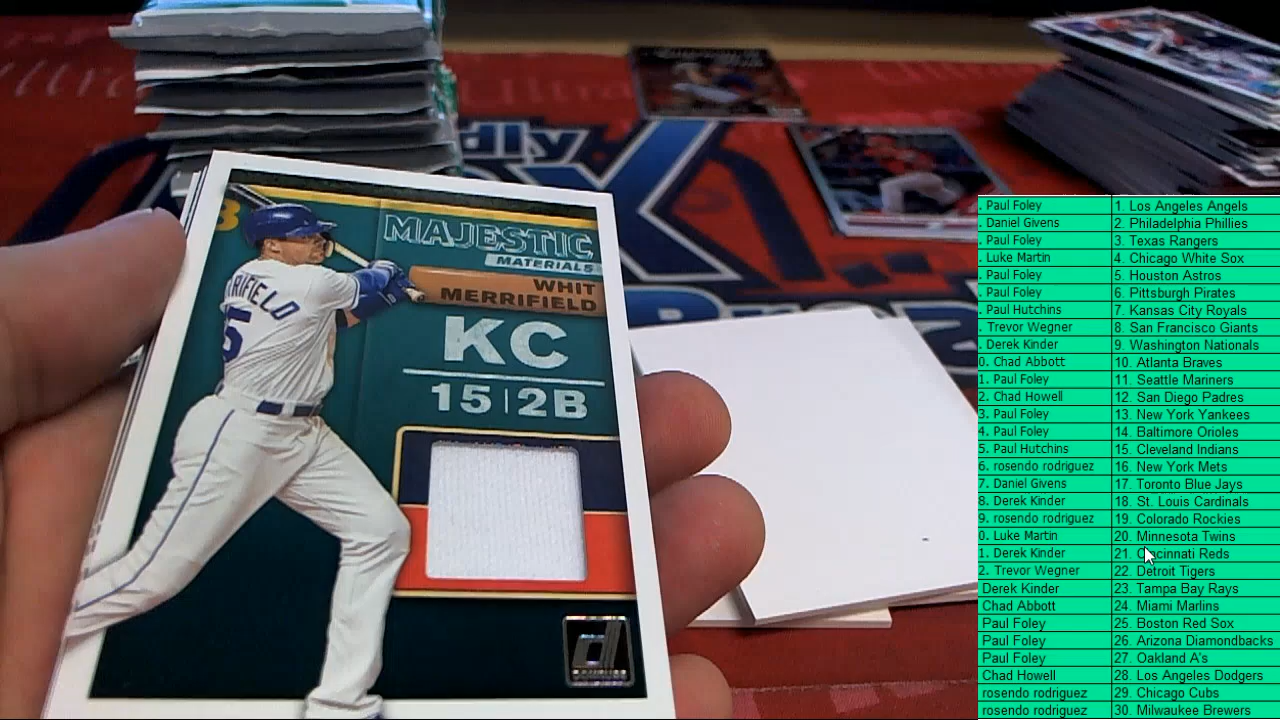 MAJESTIC
MATERIALS
WHIT
MERRIFIELD
KC
15|2B
RIFIELD
5
dly
. Paul Foley 1. Los Angeles Angels
. Daniel Givens 2. Philadelphia Phillies
. Paul Foley 3. Texas Rangers
. Luke Martin 4. Chicago White Sox
. Paul Foley 5. Houston Astros
. Paul Foley 6. Pittsburgh Pirates
. Paul Hutchins 7. Kansas City Royals
. Trevor Wegner 8. San Francisco Giants
. Derek Kinder 9. Washington Nationals
0. Chad Abbott 10. Atlanta Braves
1. Paul Foley 11. Seattle Mariners
2. Chad Howell 12. San Diego Padres
3. Paul Foley 13. New York Yankees
4. Paul Foley 14. Baltimore Orioles
5. Paul Hutchins 15. Cleveland Indians
6. rosendo rodriguez 16. New York Mets
7. Daniel Givens 17. Toronto Blue Jays
8. Derek Kinder 18. St. Louis Cardinals
9. rosendo rodriguez 19. Colorado Rockies
0. Luke Martin 20. Minnesota Twins
1. Derek Kinder 21. Cincinnati Reds
2. Trevor Wegner 22. Detroit Tigers
Derek Kinder 23. Tampa Bay Rays
Chad Abbott 24. Miami Marlins
Paul Foley 25. Boston Red Sox
Paul Foley 26. Arizona Diamondbacks
Paul Foley 27. Oakland A's
Chad Howell 28. Los Angeles Dodgers
rosendo rodriguez 29. Chicago Cubs
rosendo rodriguez 30. Milwaukee Brewers